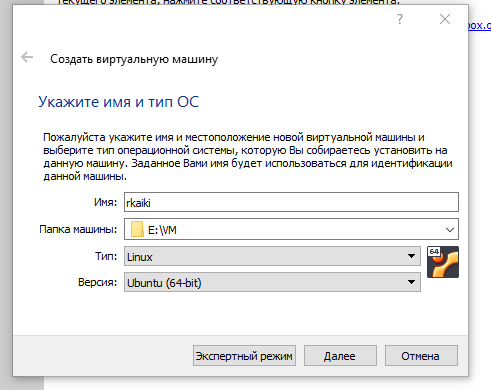 текущего элемента, нажмите соответствующую кнопку элемента.
?
box.o
Создать виртуальную машину
Укажите имя и тип ОС
Пожалуйста укажите имя и местоположение новой виртуальной машины и
выберите тип операционной системы, которую Вы собираетесь установить на
данную машину. Заданное Вами имя будет использоваться для идентификации
данной машины.
Имя: rkaiki
Папка машины: E:\VM
Тип: Linux
64
Версия: Ubuntu (64-bit)
Экспертный режим Далее Отмена